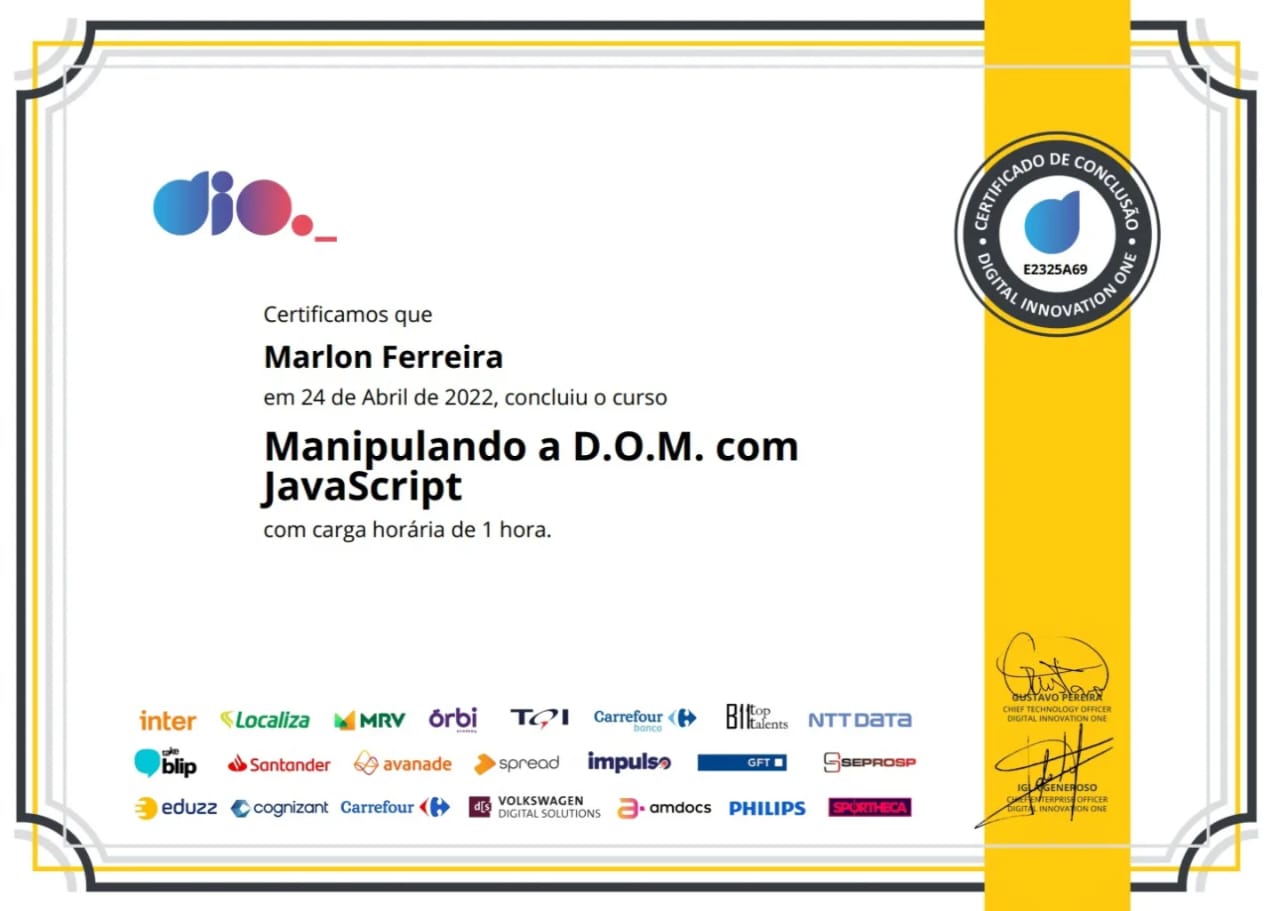 dio._
CERTIFICADO DE CONCLUSÃO
E2325A69
DIGITAL INNOVATION ONE
Certificamos que
Marlon Ferreira
em 24 de Abril de 2022, concluiu o curso
Manipulando a D.O.M. com
JavaScript
com carga horária de 1 hora.
inter Localiza MRV órbi TQI Carrefour banco B11 top talents NTT DATA
take blip Santander avanade spread impulso GFT SEPROSP
eduzz cognizant Carrefour d[s VOLKSWAGEN DIGITAL SOLUTIONS a amdocs PHILIPS SPORTHECA
GUSTAVO PEREIRA
CHIEF TECHNOLOGY OFFICER
DIGITAL INNOVATION ONE
GENEROSO
CHIEF ENTERPRISE OFFICER
DIGITAL INNOVATION ONE